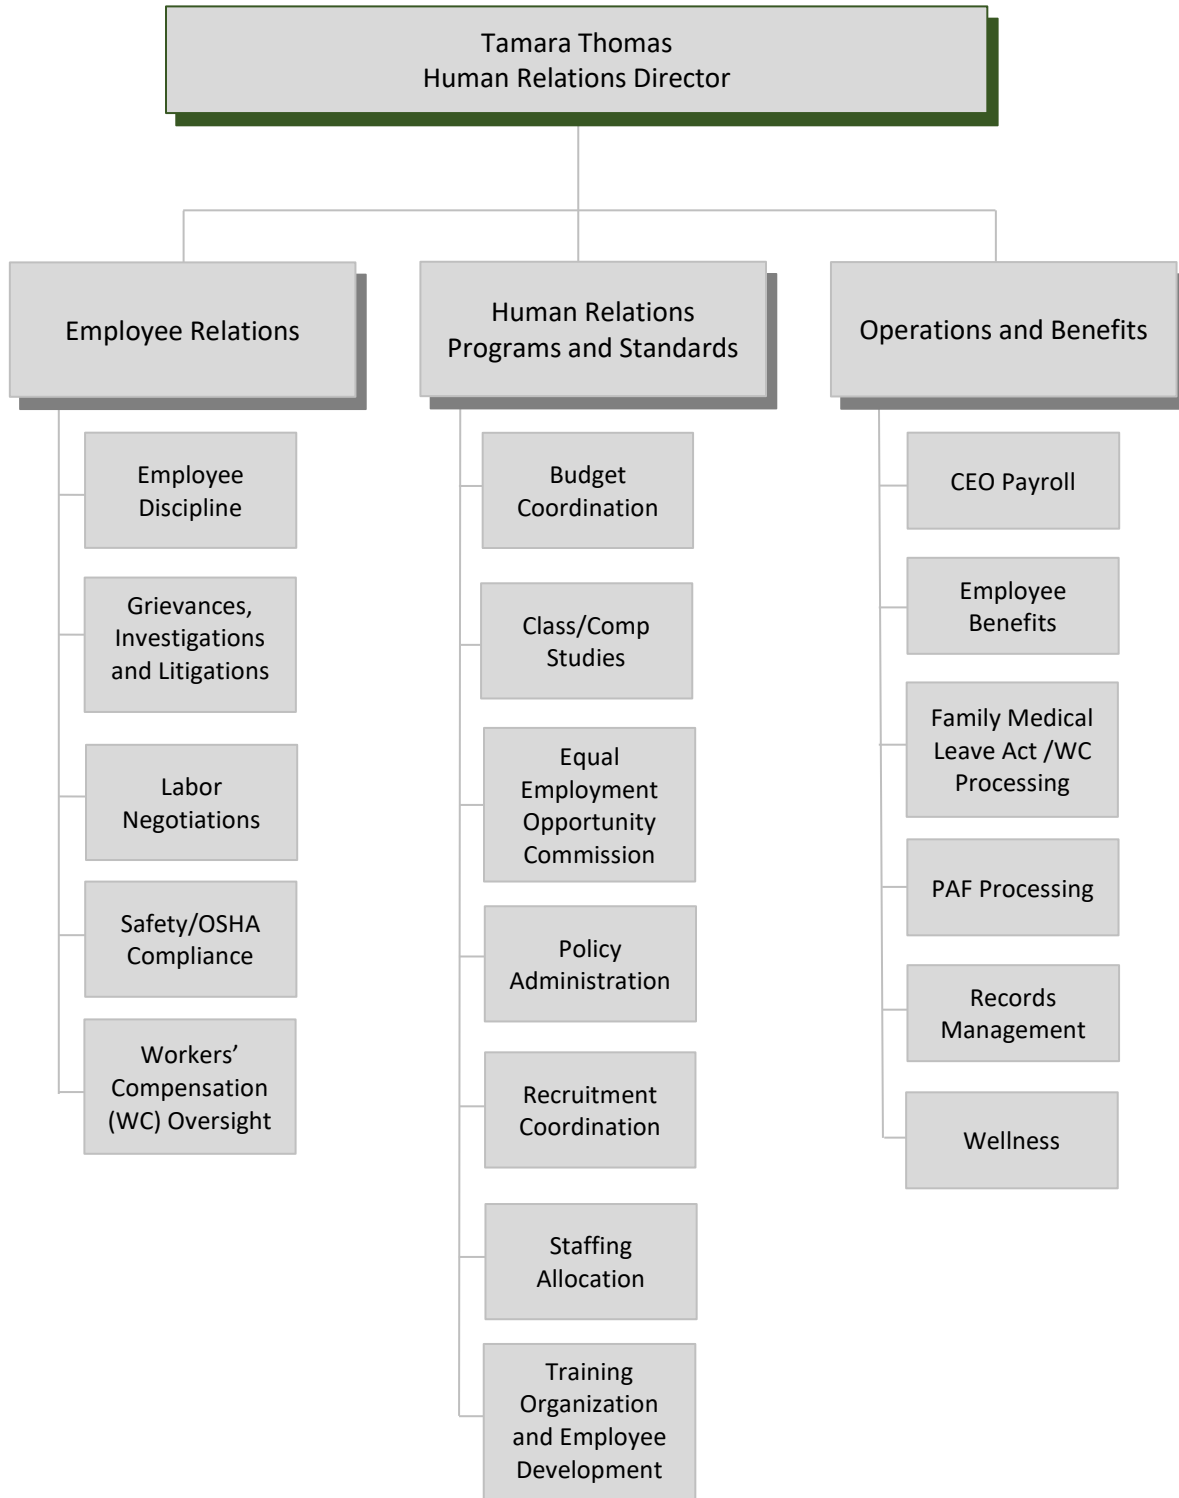 Tamara Thomas
Human Relations Director
Employee Relations
Human Relations
Programs and Standards
Operations and Benefits
Employee
Discipline
Grievances,
Investigations
and Litigations
Labor
Negotiations
Safety/OSHA
Compliance
Workers’
Compensation
(WC) Oversight
Budget
Coordination
Class/Comp
Studies
Equal
Employment
Opportunity
Commission
Policy
Administration
Recruitment
Coordination
Staffing
Allocation
Training
Organization
and Employee
Development
CEO Payroll
Employee
Benefits
Family Medical
Leave Act /WC
Processing
PAF Processing
Records
Management
Wellness